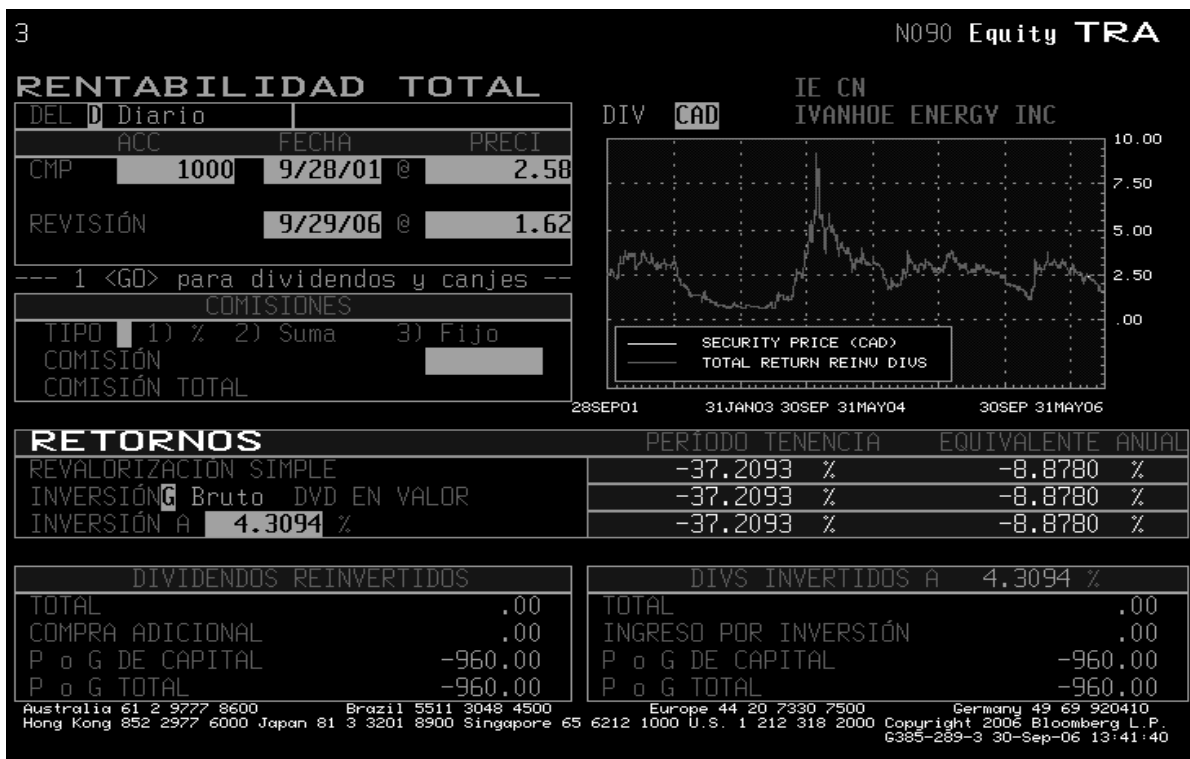 3 N090 Equity TRA
RENTABILIDAD TOTAL IE CN
DEL D Diario DIV CAD IVANHOE ENERGY INC
ACC FECHA PRECI
10.00
CMP 1000 9/28/01 @ 2.58
7.50
REVISIÓN 9/29/06 @ 1.62
5.00
--- 1 <GO> para dividendos y canjes --
2.50
COMISIONES
.00
TIPO 1) % 2) Suma 3) Fijo
SECURITY PRICE (CAD)
COMISIÓN
TOTAL RETURN REINV DIVS
COMISIÓN TOTAL
28SEP01 31JAN03 30SEP 31MAY04 30SEP 31MAY06
RETORNOS PERÍODO TENENCIA EQUIVALENTE ANUAL
REVALORIZACIÓN SIMPLE -37.2093 % -8.8780 %
INVERSIÓN G Bruto DVD EN VALOR -37.2093 % -8.8780 %
INVERSIÓN A 4.3094 % -37.2093 % -8.8780 %
DIVIDENDOS REINVERTIDOS DIVS INVERTIDOS A 4.3094 %
TOTAL .00 TOTAL .00
COMPRA ADICIONAL .00 INGRESO POR INVERSIÓN .00
P o G DE CAPITAL -960.00 P o G DE CAPITAL -960.00
P o G TOTAL -960.00 P o G TOTAL -960.00
Australia 61 2 9777 8600 Brazil 5511 3048 4500 Europe 44 20 7330 7500 Germany 49 69 920410
Hong Kong 852 2977 6000 Japan 81 3 3201 8900 Singapore 65 6212 1000 U.S. 1 212 318 2000 Copyright 2006 Bloomberg L.P.
G385-289-3 30-Sep-06 13:41:40